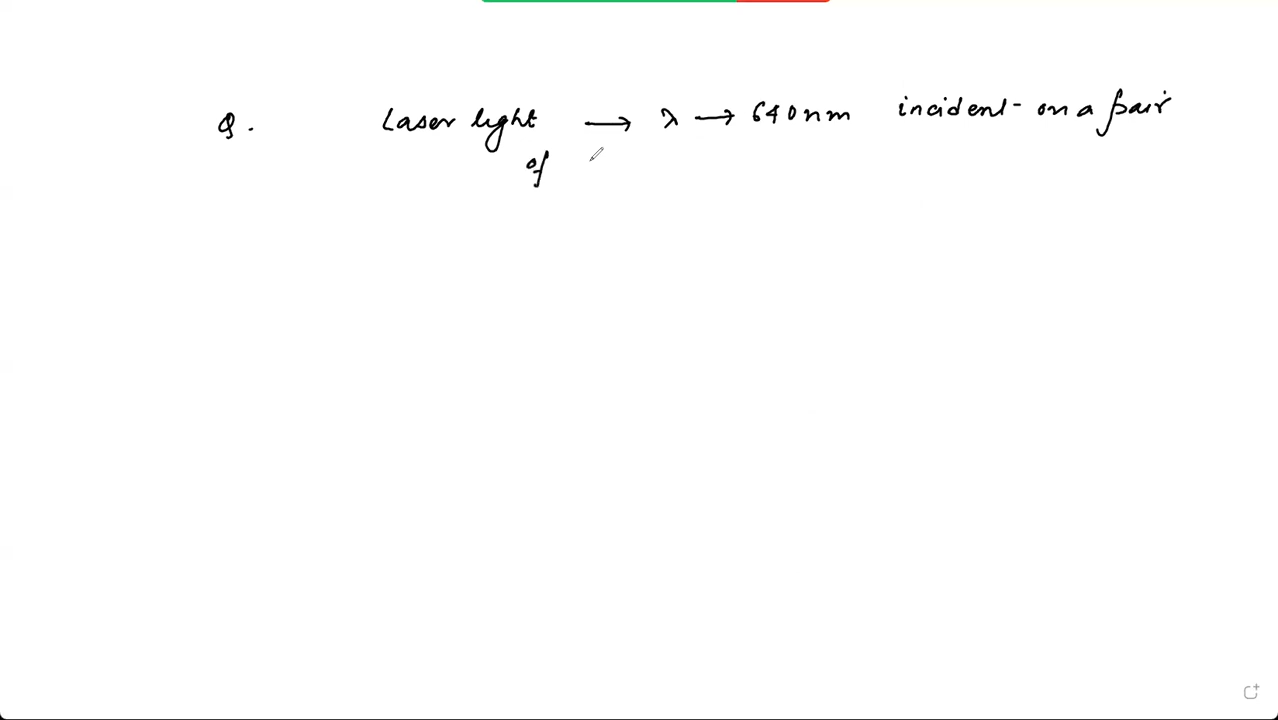 Q. Laser light → λ → 640nm incident on a pair
of